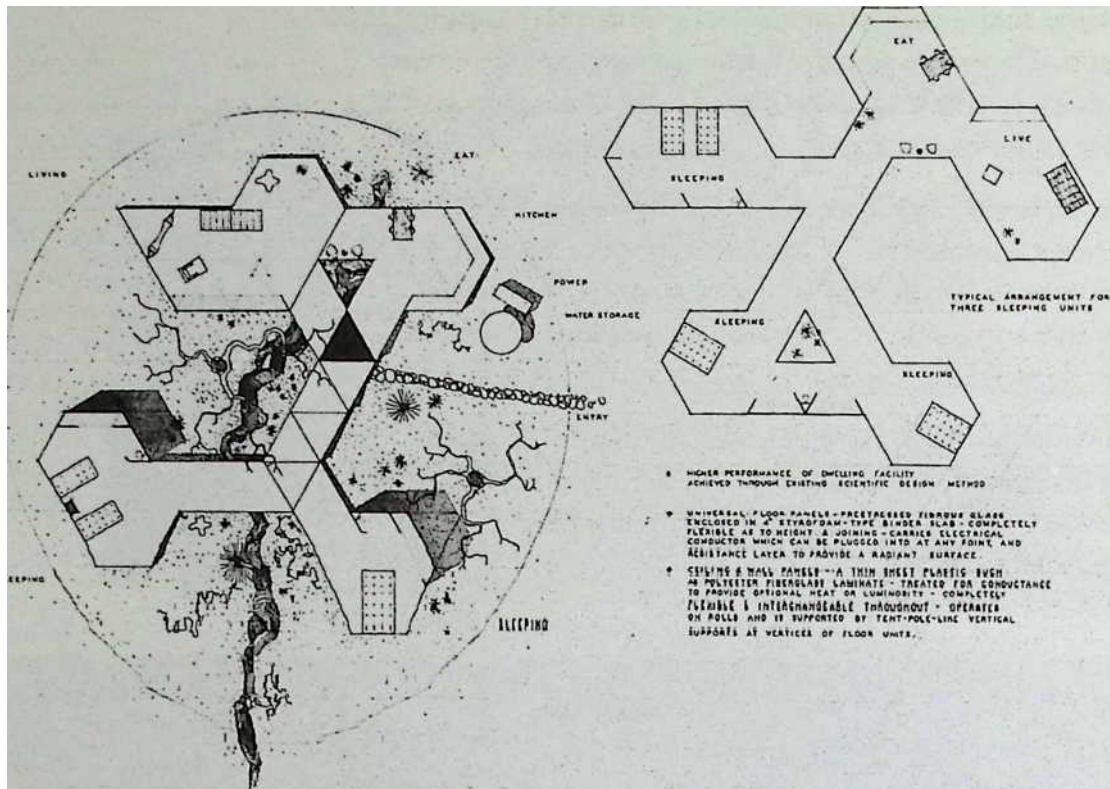 LIVING
EAT
KITCHEN
POWER
WATER STORAGE
ENTRY
EEPING
SLEEPING
EAT
LIVE
SLEEPING
TYPICAL ARRANGEMENT FOR
THREE SLEEPING UNITS
SLEEPING
SLEEPING
HIGHER PERFORMANCE OF DWELLING FACILITY
ACHIEVED THROUGH EXISTING SCIENTIFIC DESIGN METHOD
UNIVERSAL FLOOR PANELS - PRESTRESSED FIBROUS GLASS
ENCLOSED IN 4" STYROFOAM-TYPE BINDER SLAB - COMPLETELY
FLEXIBLE AS TO HEIGHT & JOINING - CARRIES ELECTRICAL
CONDUCTOR WHICH CAN BE PLUGGED INTO AT ANY POINT, AND
RESISTANCE LAYER TO PROVIDE A RADIANT SURFACE.
CEILING & WALL PANELS - A THIN SHEET PLASTIC SUCH
AS POLYESTER FIBERGLASS LAMINATE - TREATED FOR CONDUCTANCE
TO PROVIDE OPTIONAL HEAT OR LUMINOSITY - COMPLETELY
FLEXIBLE & INTERCHANGEABLE THROUGHOUT - OPERATES
ON ROLLS AND IS SUPPORTED BY TENT-POLE-LIKE VERTICAL
SUPPORTS AT VERTICES OF FLOOR UNITS.